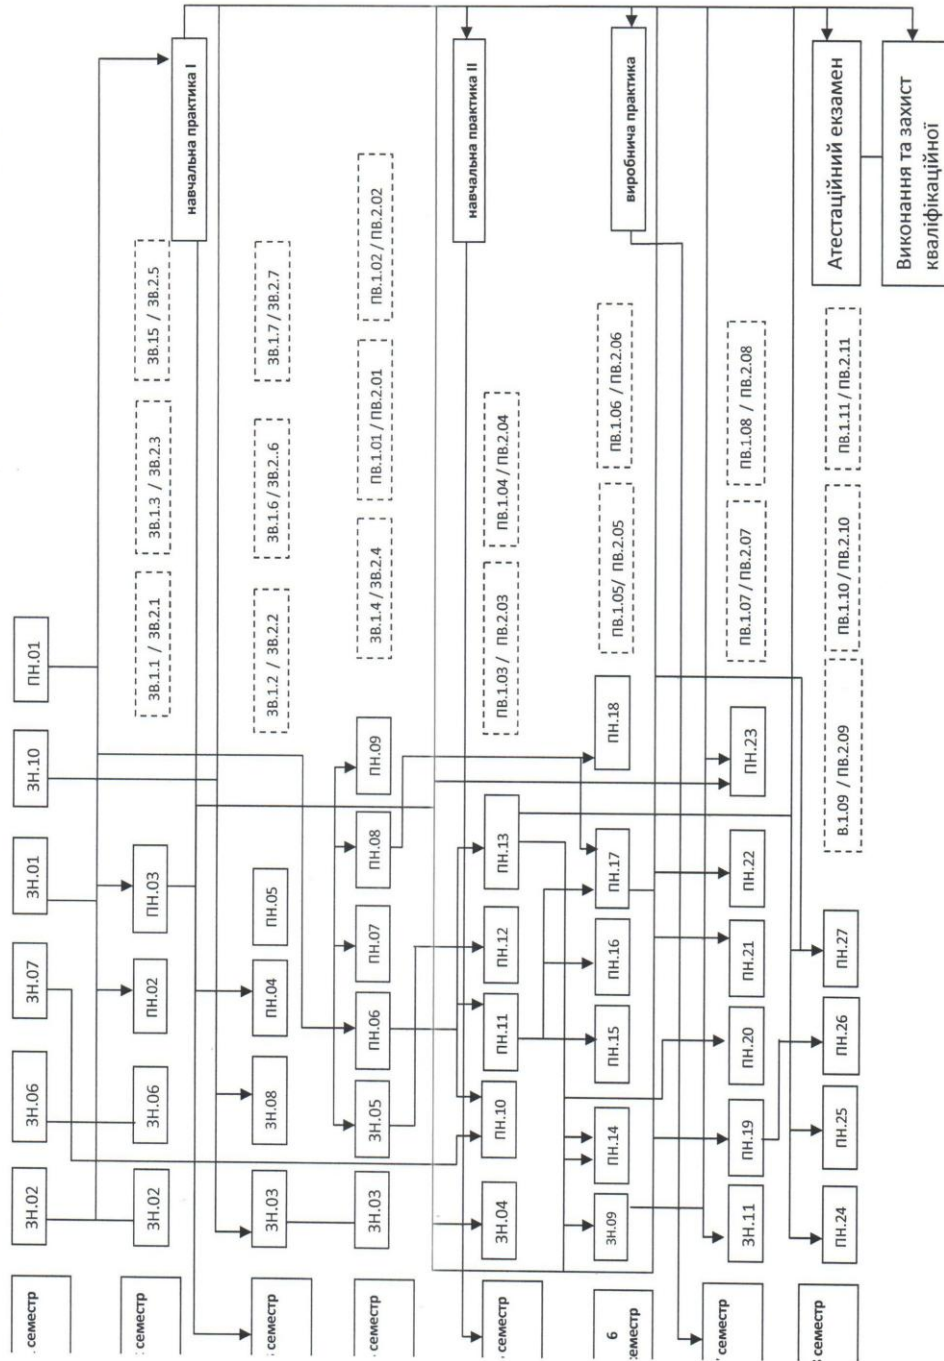 . семестр
ЗН.02
ЗН.06
ЗН.07
ЗН.01
ЗН.10
ПН.01
семестр
ЗН.02
ЗН.06
ПН.02
ПН.03
ЗВ.1.1 / ЗВ.2.1
ЗВ.1.3 / ЗВ.2.3
ЗВ.15 / ЗВ.2.5
навчальна практика І
семестр
ЗН.03
ЗН.08
ПН.04
ПН.05
ЗВ.1.2 / ЗВ.2.2
ЗВ.1.6 / ЗВ.2..6
ЗВ.1.7 / ЗВ.2.7
семестр
ЗН.03
ЗН.05
ПН.06
ПН.07
ПН.08
ПН.09
ЗВ.1.4 / ЗВ.2.4
ПВ.1.01 / ПВ.2.01
ПВ.1.02 / ПВ.2.02
навчальна практика ІІ
семестр
ЗН.04
ПН.10
ПН.11
ПН.12
ПН.13
ПВ.1.03 / ПВ.2.03
ПВ.1.04 / ПВ.2.04
6
семестр
ЗН.09
ПН.14
ПН.15
ПН.16
ПН.17
ПН.18
ПВ.1.05/ ПВ.2.05
ПВ.1.06 / ПВ.2.06
виробнича практика
семестр
ЗН.11
ПН.19
ПН.20
ПН.21
ПН.22
ПН.23
ПВ.1.07 / ПВ.2.07
ПВ.1.08 / ПВ.2.08
семестр
ПН.24
ПН.25
ПН.26
ПН.27
В.1.09 / ПВ.2.09
ПВ.1.10 / ПВ.2.10
ПВ.1.11 / ПВ.2.11
Атестаційний екзамен
Виконання та захист
кваліфікаційної